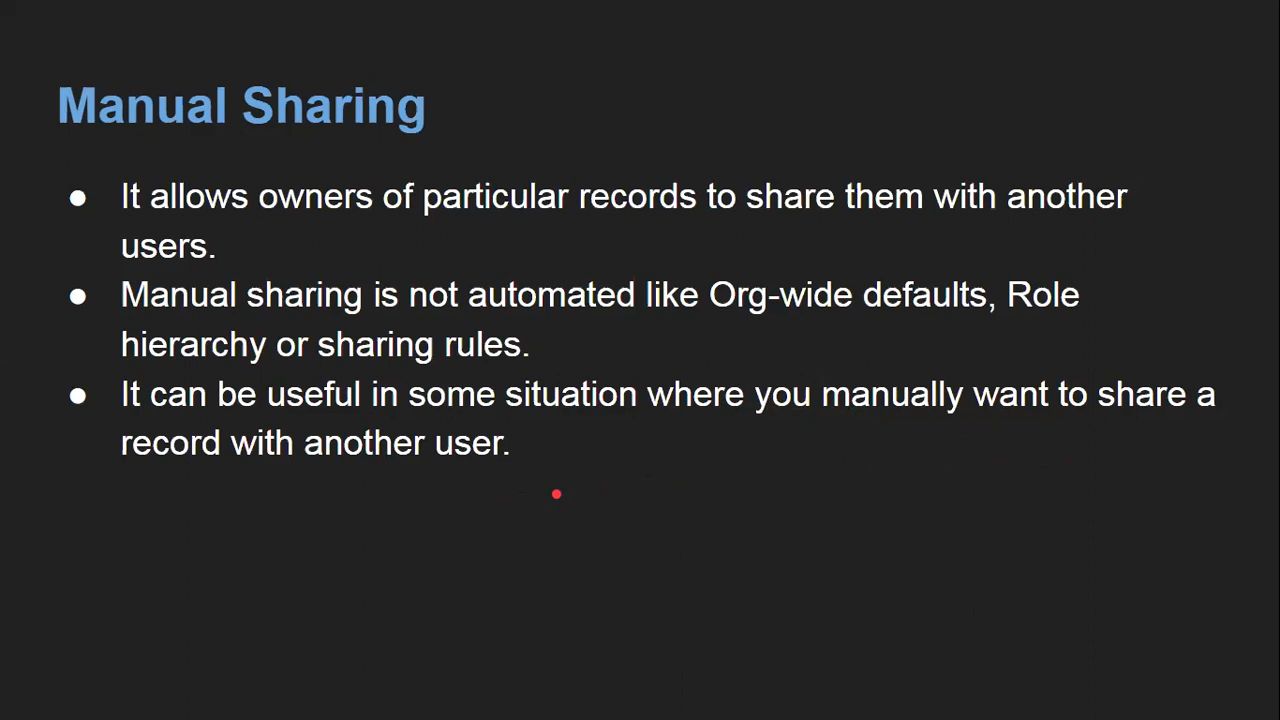 Manual Sharing
● It allows owners of particular records to share them with another
users.
● Manual sharing is not automated like Org-wide defaults, Role
hierarchy or sharing rules.
● It can be useful in some situation where you manually want to share a
record with another user.